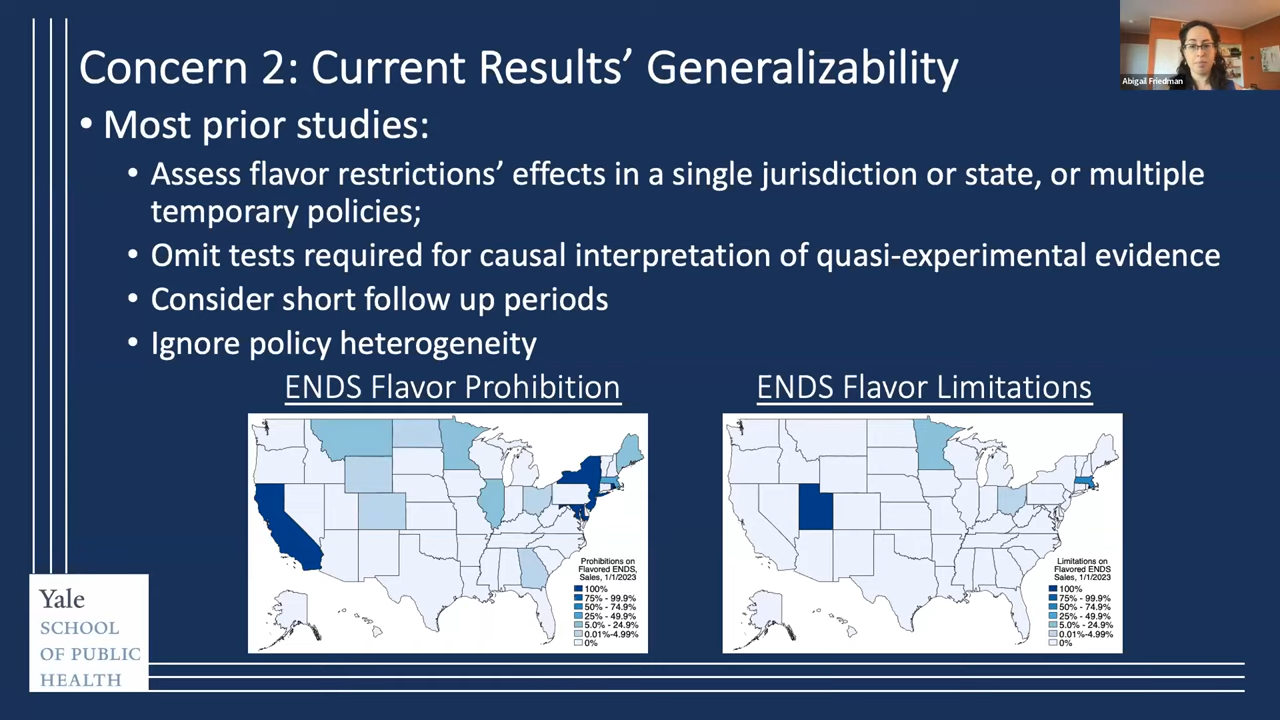 Concern 2: Current Results’ Generalizability
• Most prior studies:
• Assess flavor restrictions’ effects in a single jurisdiction or state, or multiple
temporary policies;
• Omit tests required for causal interpretation of quasi-experimental evidence
• Consider short follow up periods
• Ignore policy heterogeneity
ENDS Flavor Prohibition
Prohibitions on
Flavored ENDS,
Sales, 1/1/2023
100%
75% - 99.9%
50% - 74.9%
25% - 49.9%
5.0% - 24.9%
0.01%-4.99%
0%
ENDS Flavor Limitations
Limitations on
Flavored ENDS
Sales, 1/1/2023
100%
75% - 99.9%
50% - 74.9%
25% - 49.9%
5.0% - 24.9%
0.01%-4.99%
0%
Yale
SCHOOL
OF PUBLIC
HEALTH
Abigail Friedman